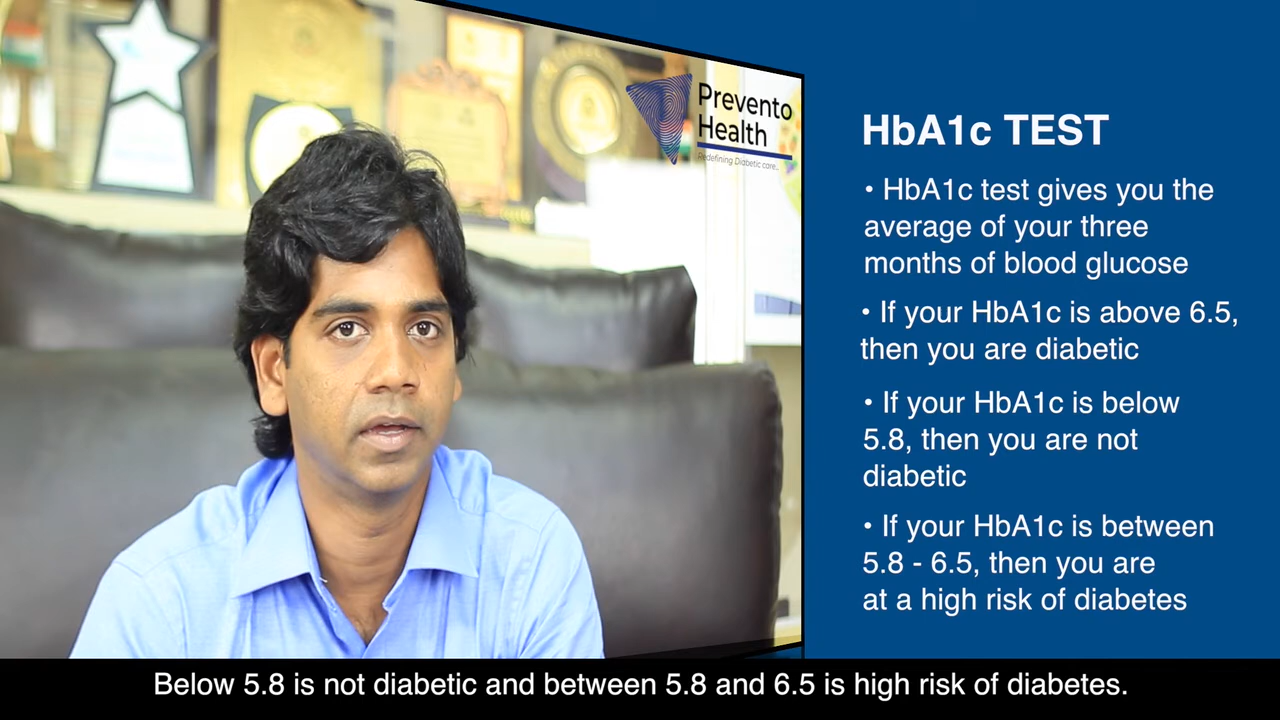 Prevento
Health
Redefining Diabetic care...
HbA1c TEST
• HbA1c test gives you the
average of your three
months of blood glucose
• If your HbA1c is above 6.5,
then you are diabetic
• If your HbA1c is below
5.8, then you are not
diabetic
• If your HbA1c is between
5.8 - 6.5, then you are
at a high risk of diabetes
Below 5.8 is not diabetic and between 5.8 and 6.5 is high risk of diabetes.